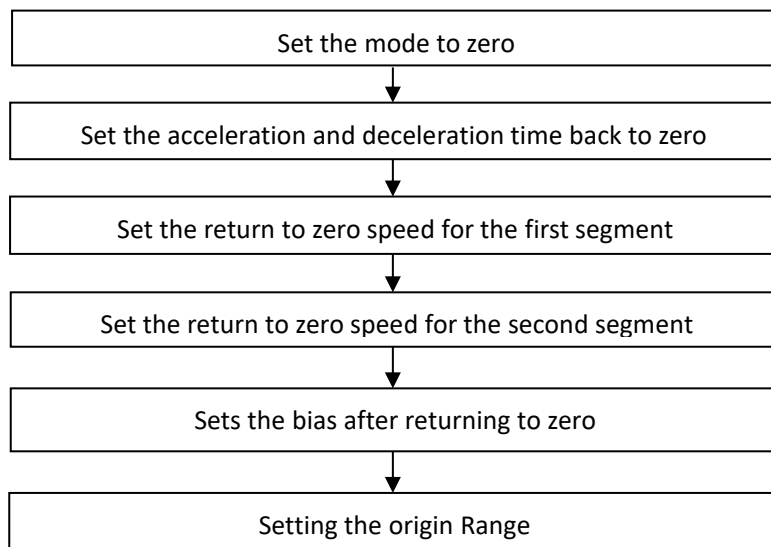 Set the mode to zero
Set the acceleration and deceleration time back to zero
Set the return to zero speed for the first segment
Set the return to zero speed for the second segment
Sets the bias after returning to zero
Setting the origin Range